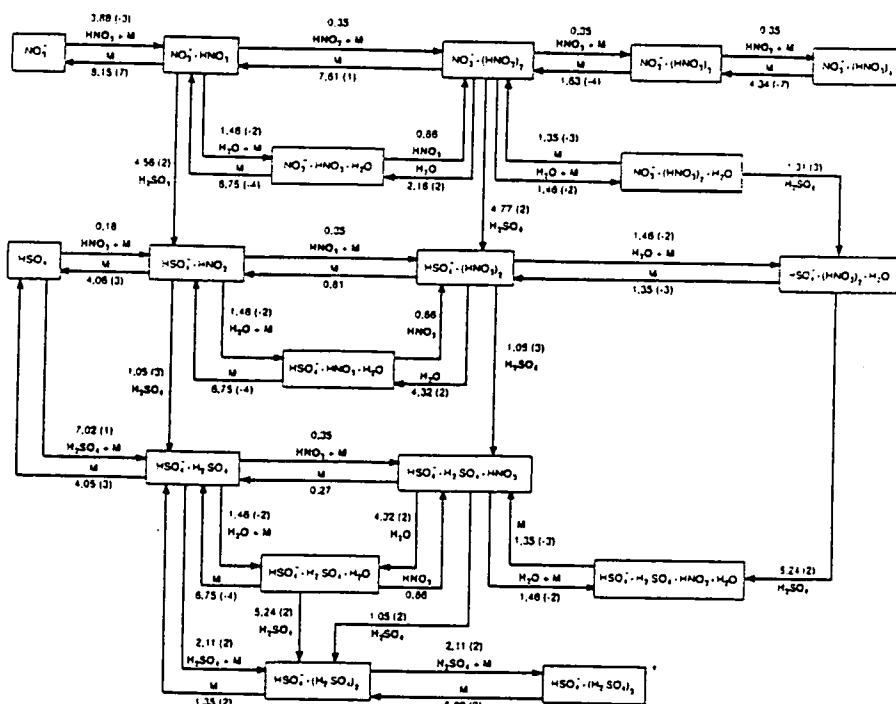 3,88 (-3)
HNO₃ + M
M
8,15 (7)
0,35
HNO₃ + M
M
7,61 (1)
0,35
HNO₃ + M
M
1,63 (-4)
0,35
HNO₃ + M
M
4,34 (-7)
NO₃⁻
NO₃⁻·HNO₃
NO₃⁻·(HNO₃)₂
NO₃⁻·(HNO₃)₃
NO₃⁻·(HNO₃)₄
4,56 (2)
H₂SO₄
1,46 (-2)
H₂O + M
M
6,75 (-4)
NO₃⁻·HNO₃·H₂O
0,86
HNO₃
H₂O
2,16 (2)
1,35 (-3)
M
H₂O + M
1,46 (-2)
NO₃⁻·(HNO₃)₂·H₂O
1,31 (3)
H₂SO₄
4,77 (2)
H₂SO₄
0,18
HNO₃ + M
M
4,06 (3)
0,35
HNO₃ + M
M
0,61
1,46 (-2)
H₂O + M
M
1,35 (-3)
HSO₄⁻
HSO₄⁻·HNO₃
HSO₄⁻·(HNO₃)₂
HSO₄⁻·(HNO₃)₂·H₂O
1,46 (-2)
H₂O + M
M
6,75 (-4)
HSO₄⁻·HNO₃·H₂O
0,86
HNO₃
H₂O
4,32 (2)
1,05 (3)
H₂SO₄
1,05 (3)
H₂SO₄
7,02 (1)
H₂SO₄ + M
M
4,05 (3)
0,35
HNO₃ + M
M
0,27
HSO₄⁻·H₂SO₄
HSO₄⁻·H₂SO₄·HNO₃
1,46 (-2)
H₂O + M
4,32 (2)
H₂O
M
1,35 (-3)
HSO₄⁻·H₂SO₄·H₂O
M
6,75 (-4)
HNO₃
0,86
H₂O + M
1,46 (-2)
HSO₄⁻·H₂SO₄·HNO₃·H₂O
5,24 (2)
H₂SO₄
5,24 (2)
H₂SO₄
1,05 (2)
H₂SO₄
2,11 (2)
H₂SO₄ + M
M
1,35 (2)
HSO₄⁻·(H₂SO₄)₂
2,11 (2)
H₂SO₄ + M
M
HSO₄⁻·(H₂SO₄)₃